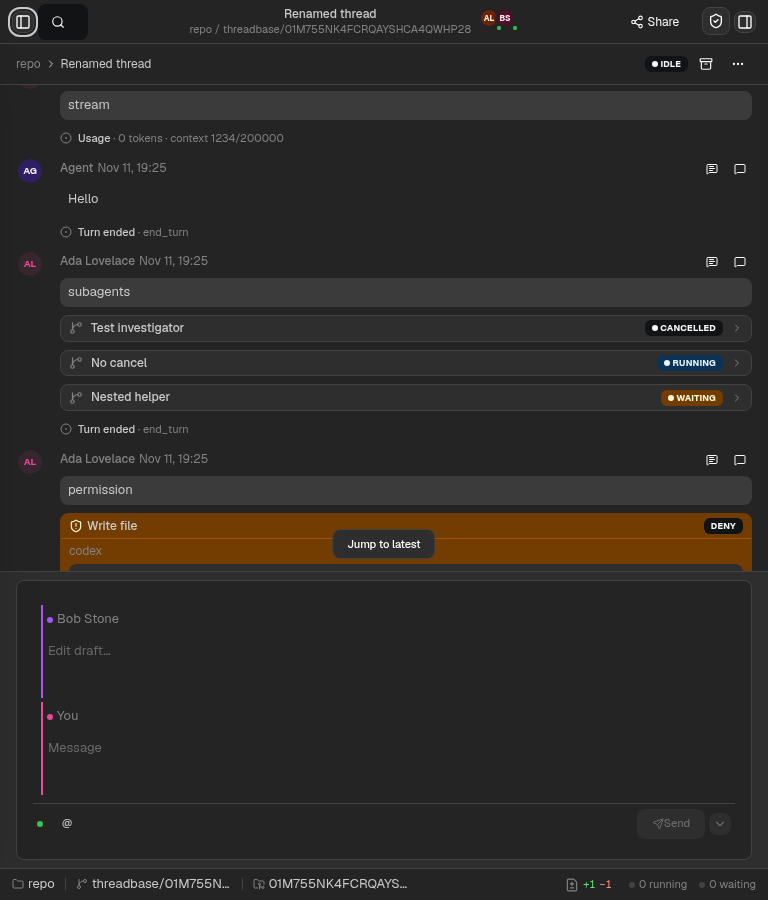 Renamed thread
repo / threadbase/01M755NK4FCRQAYSHCA4QWHP28
AL BS
Share
repo > Renamed thread
IDLE
stream
Usage · 0 tokens · context 1234/200000
AG
Agent Nov 11, 19:25
Hello
Turn ended · end_turn
AL
Ada Lovelace Nov 11, 19:25
subagents
Test investigator
CANCELLED
No cancel
RUNNING
Nested helper
WAITING
Turn ended · end_turn
AL
Ada Lovelace Nov 11, 19:25
permission
Write file
DENY
codex
Jump to latest
Bob Stone
Edit draft…
You
Message
@
Send
repo
threadbase/01M755N…
01M755NK4FCRQAYS…
+1 −1
0 running
0 waiting